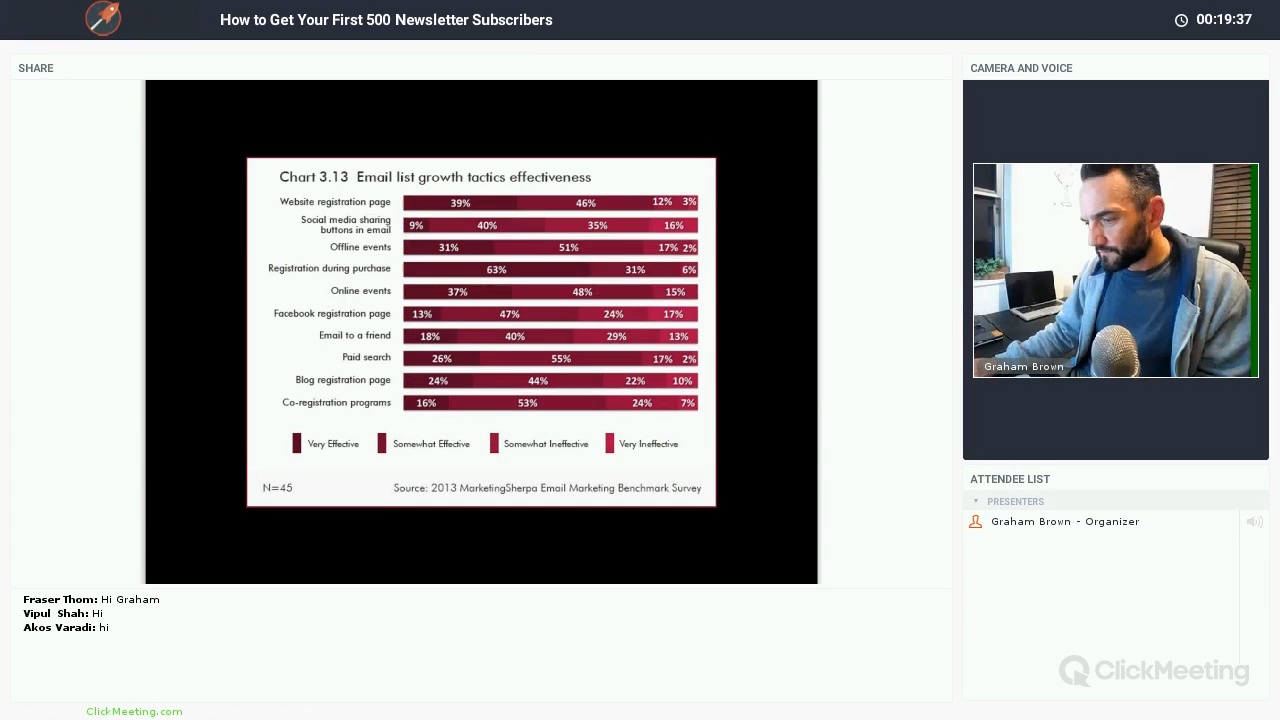 How to Get Your First 500 Newsletter Subscribers
00:19:37
SHARE
Chart 3.13 Email list growth tactics effectiveness
Website registration page 39% 46% 12% 3%
Social media sharing
buttons in email 9% 40% 35% 16%
Offline events 31% 51% 17% 2%
Registration during purchase 63% 31% 6%
Online events 37% 48% 15%
Facebook registration page 13% 47% 24% 17%
Email to a friend 18% 40% 29% 13%
Paid search 26% 55% 17% 2%
Blog registration page 24% 44% 22% 10%
Co-registration programs 16% 53% 24% 7%
Very Effective Somewhat Effective Somewhat Ineffective Very Ineffective
N=45 Source: 2013 MarketingSherpa Email Marketing Benchmark Survey
Fraser Thom: Hi Graham
Vipul Shah: Hi
Akos Varadi: hi
CAMERA AND VOICE
Graham Brown
ATTENDEE LIST
PRESENTERS
Graham Brown - Organizer
ClickMeeting
ClickMeeting.com